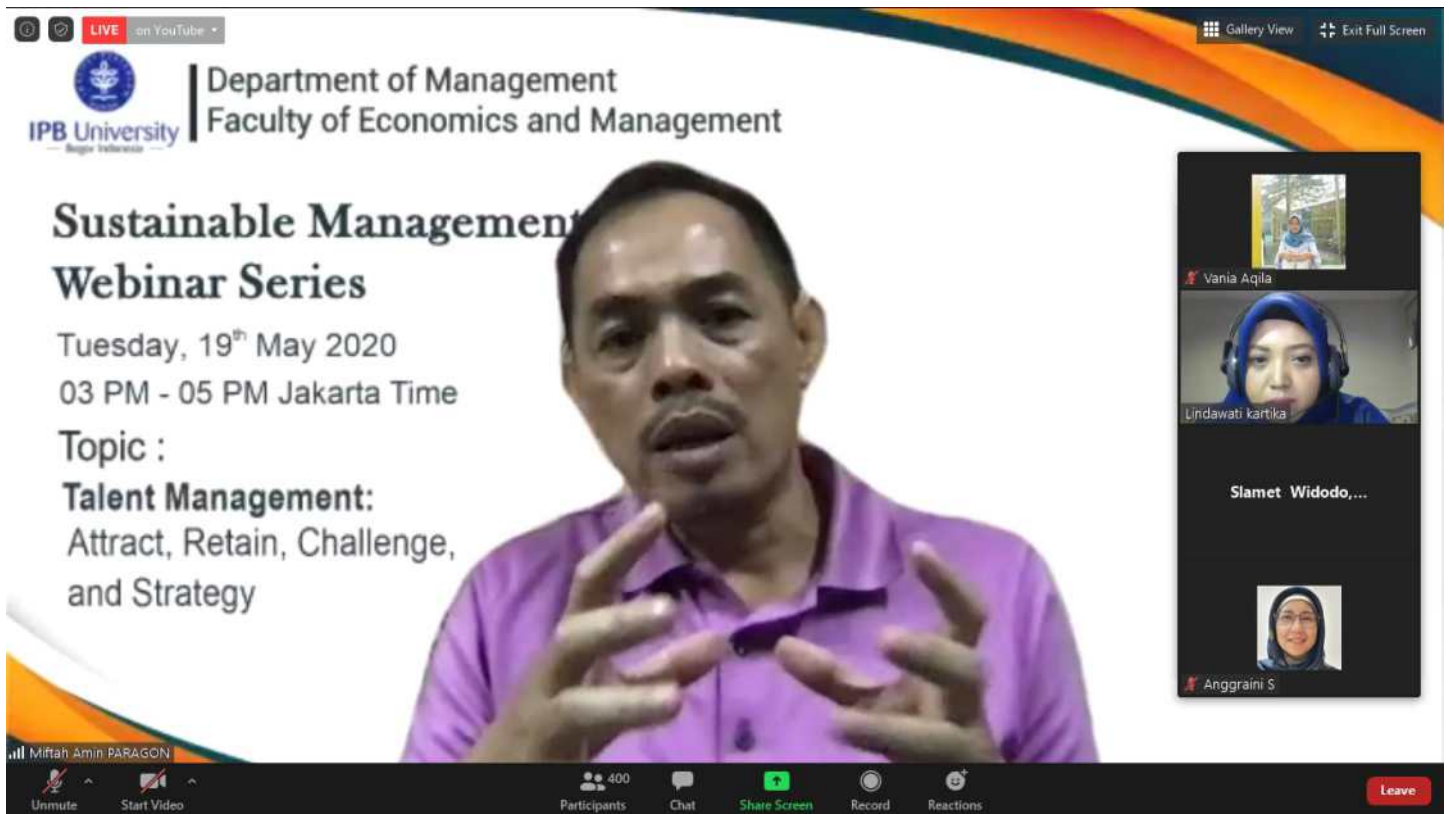 LIVE on YouTube
Gallery View
Exit Full Screen
IPB University
Bogor Indonesia
Department of Management
Faculty of Economics and Management
Sustainable Management
Webinar Series
Tuesday, 19th May 2020
03 PM - 05 PM Jakarta Time
Topic :
Talent Management:
Attract, Retain, Challenge,
and Strategy
Vania Aqila
Lindawati kartika
Slamet Widodo,...
Anggraini S
Miftah Amin PARAGON
Unmute
Start Video
400
Participants
Chat
Share Screen
Record
Reactions
Leave